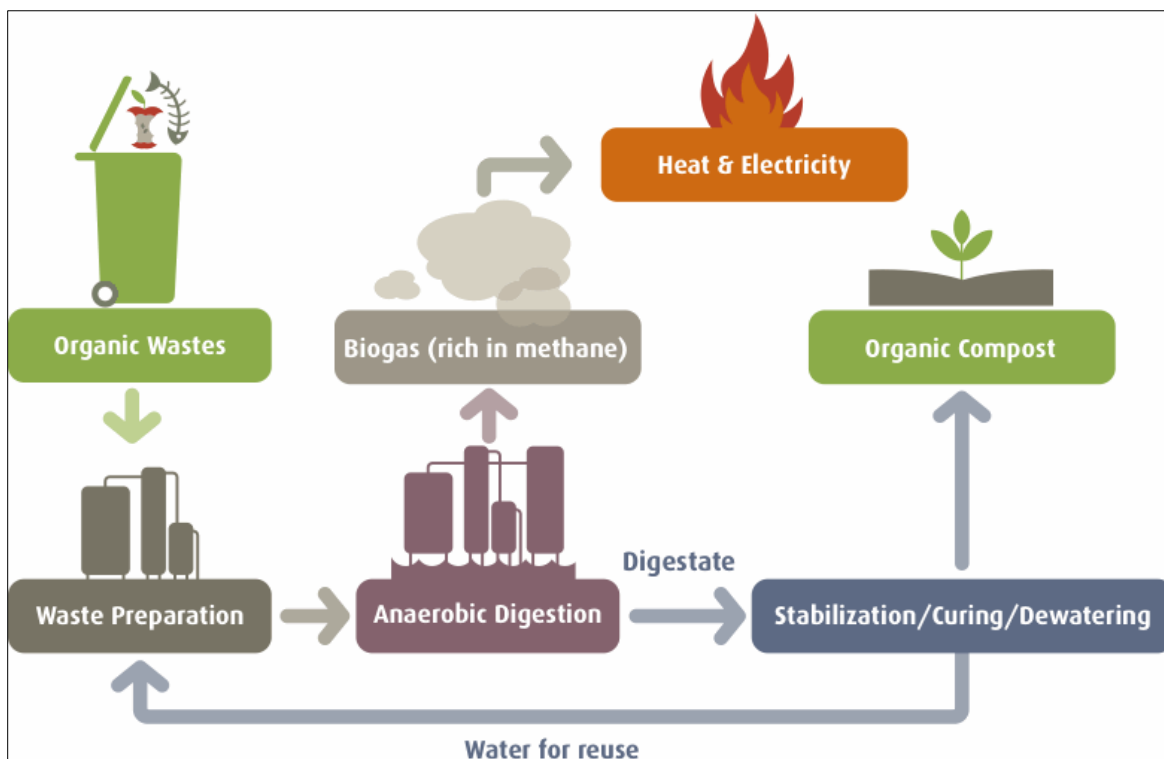 Heat & Electricity
Organic Wastes
Biogas (rich in methane)
Organic Compost
Digestate
Waste Preparation
Anaerobic Digestion
Stabilization/Curing/Dewatering
Water for reuse